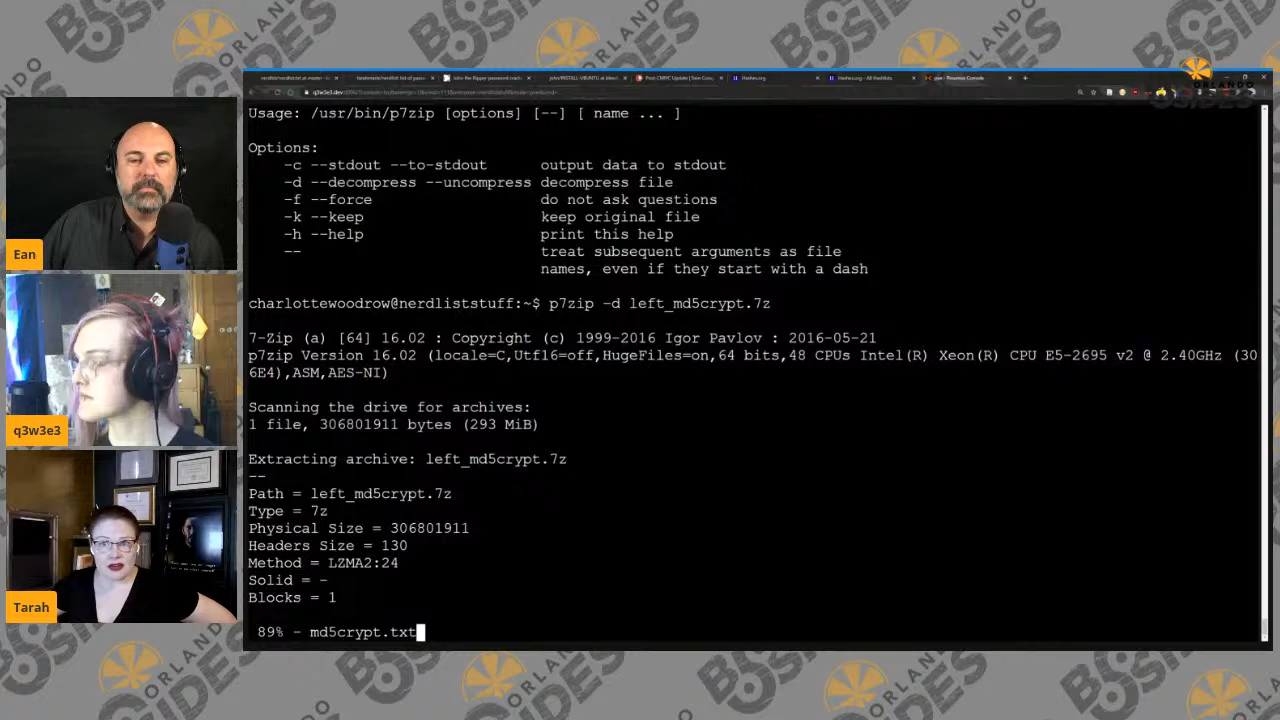 Usage: /usr/bin/p7zip [options] [--] [ name ... ]
Options:
-c --stdout --to-stdout output data to stdout
-d --decompress --uncompress decompress file
-f --force do not ask questions
-k --keep keep original file
-h --help print this help
-- treat subsequent arguments as file
names, even if they start with a dash
charlottewoodrow@nerdliststuff:~$ p7zip -d left_md5crypt.7z
7-Zip (a) [64] 16.02 : Copyright (c) 1999-2016 Igor Pavlov : 2016-05-21
p7zip Version 16.02 (locale=C,Utf16=off,HugeFiles=on,64 bits,48 CPUs Intel(R) Xeon(R) CPU E5-2695 v2 @ 2.40GHz (30
6E4),ASM,AES-NI)
Scanning the drive for archives:
1 file, 306801911 bytes (293 MiB)
Extracting archive: left_md5crypt.7z
--
Path = left_md5crypt.7z
Type = 7z
Physical Size = 306801911
Headers Size = 130
Method = LZMA2:24
Solid = -
Blocks = 1
89% - md5crypt.txt
Ean
q3w3e3
Tarah
BSIDES ORLANDO